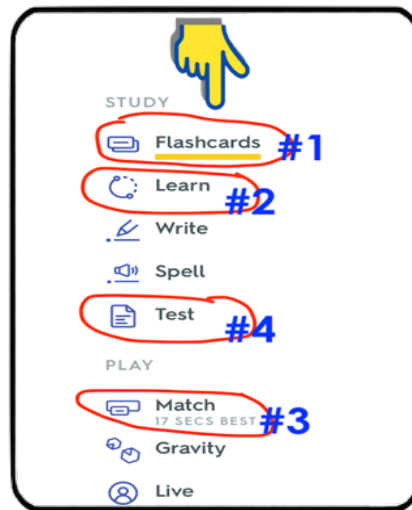 STUDY
Flashcards #1
Learn
#2
Write
Spell
Test
#4
PLAY
Match
17 SECS BEST #3
Gravity
Live